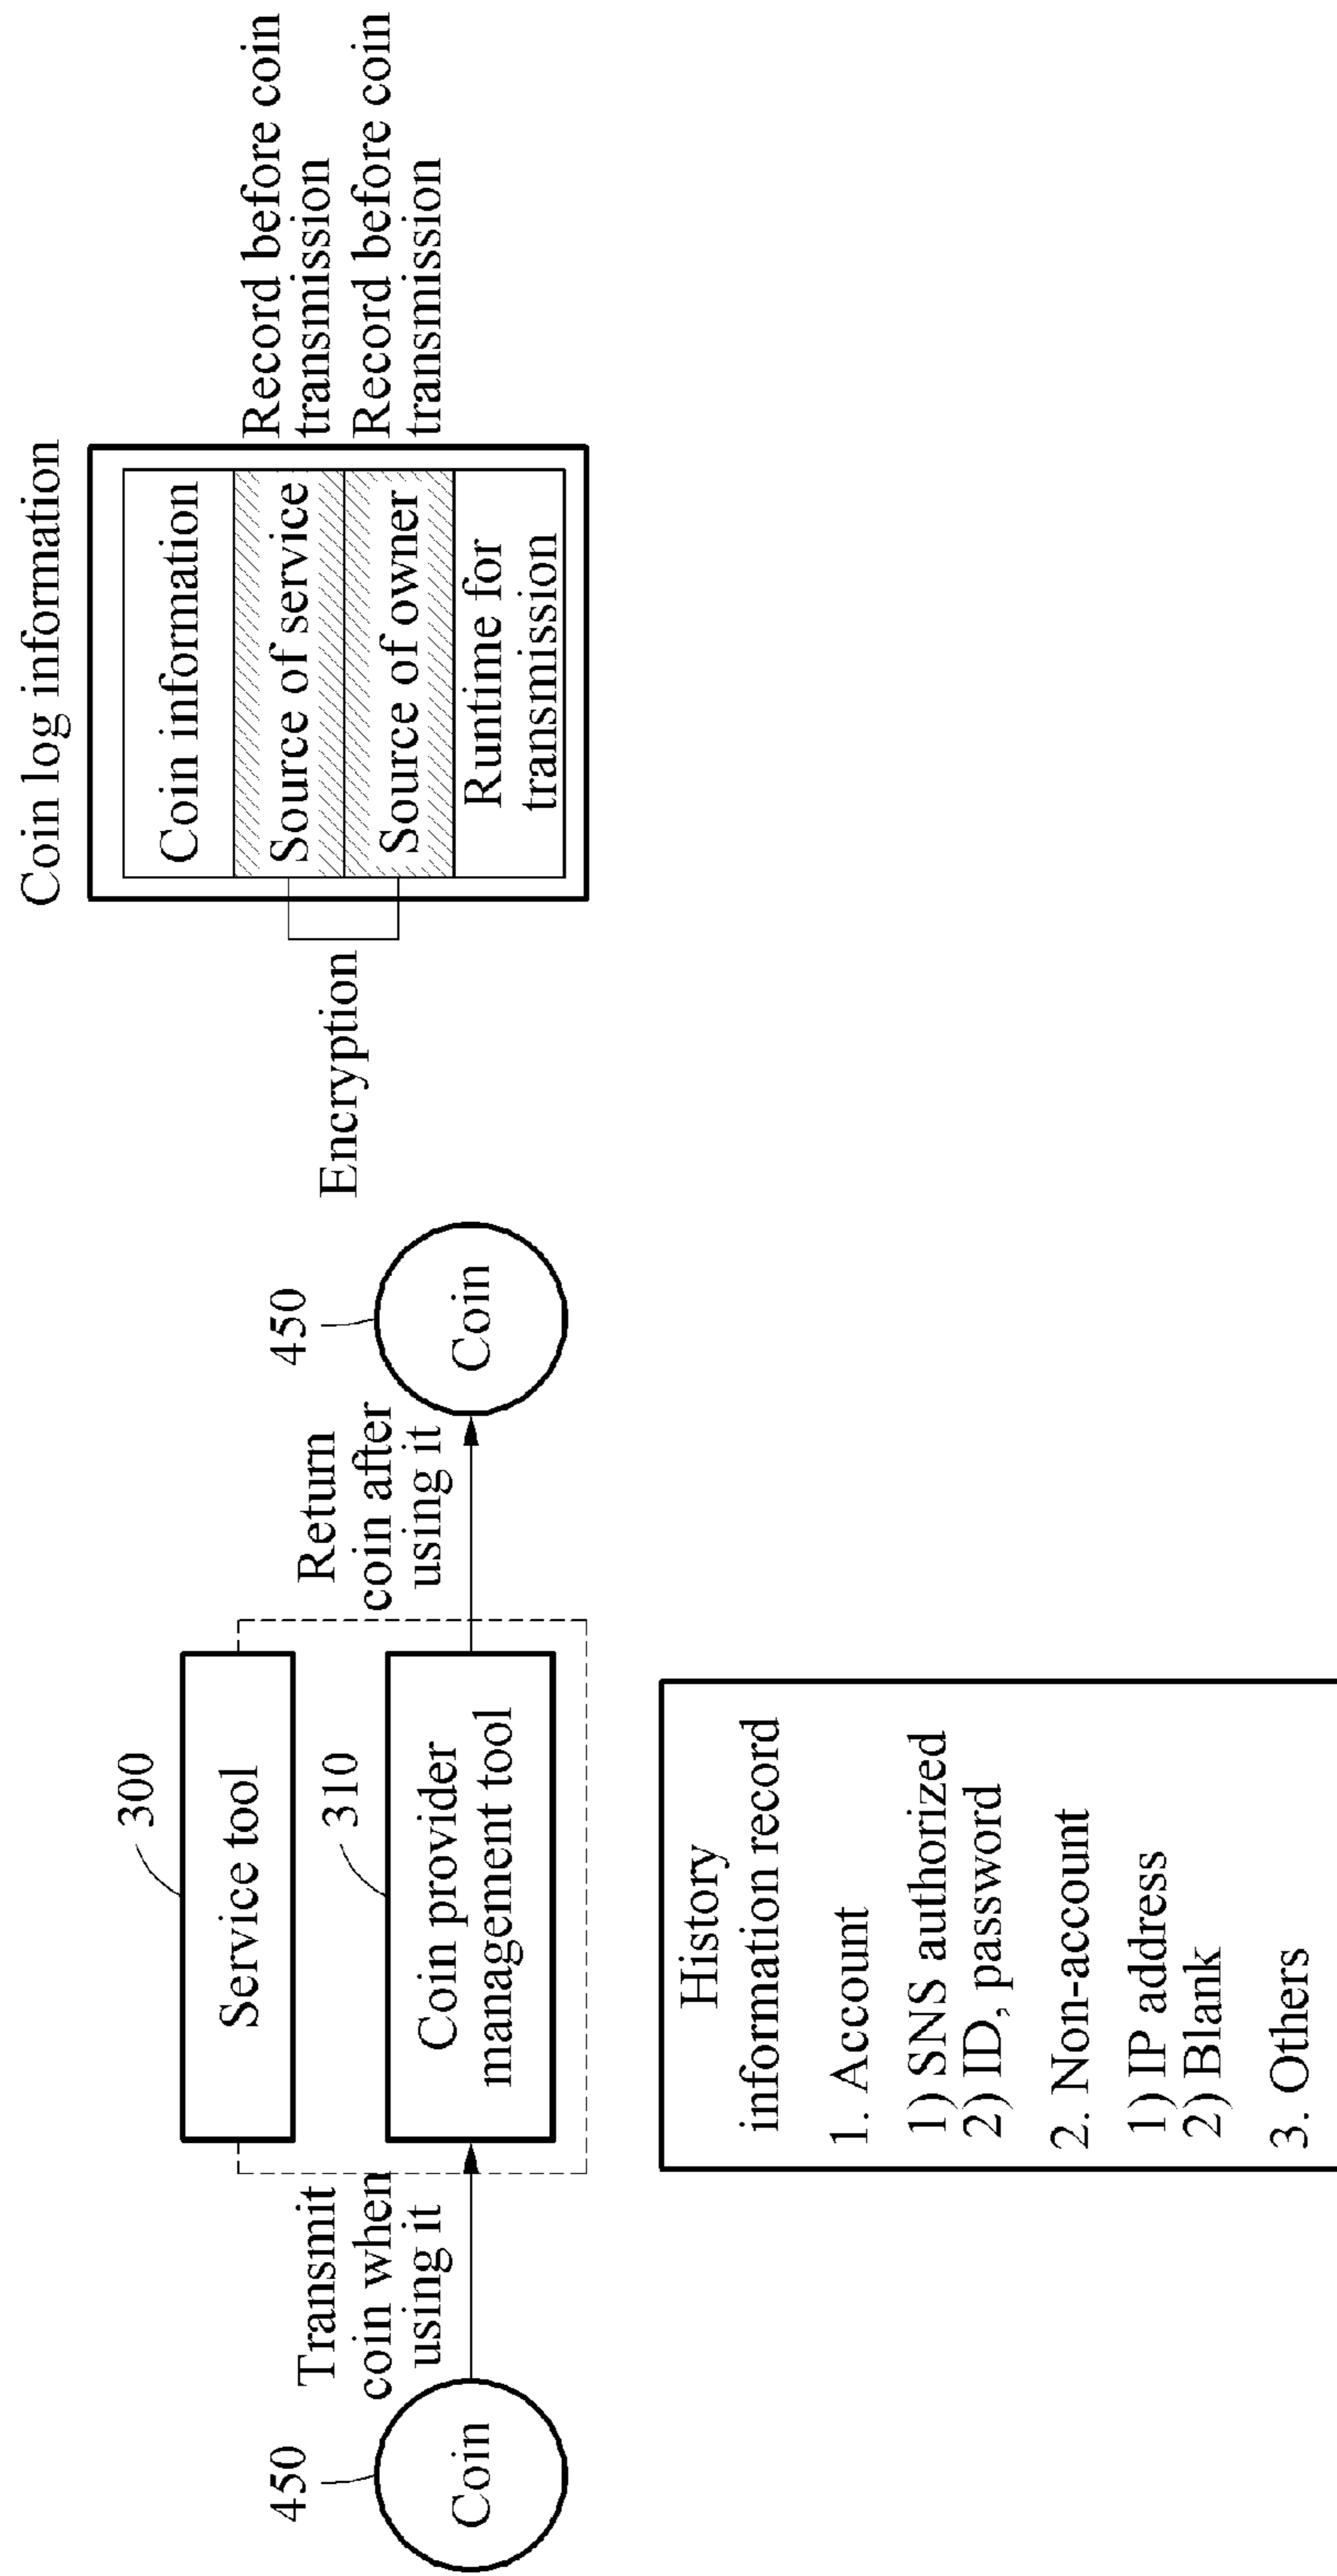 450
Coin
Transmit
coin when
using it
300
Service tool
310
Coin provider
management tool
Return
coin after
using it
450
Coin
History
information record
1. Account
1) SNS authorized
2) ID, password
2. Non-account
1) IP address
2) Blank
3. Others
Coin log information
Encryption
Coin information
Source of service
Source of owner
Runtime for
transmission
Record before coin
transmission
Record before coin
transmission